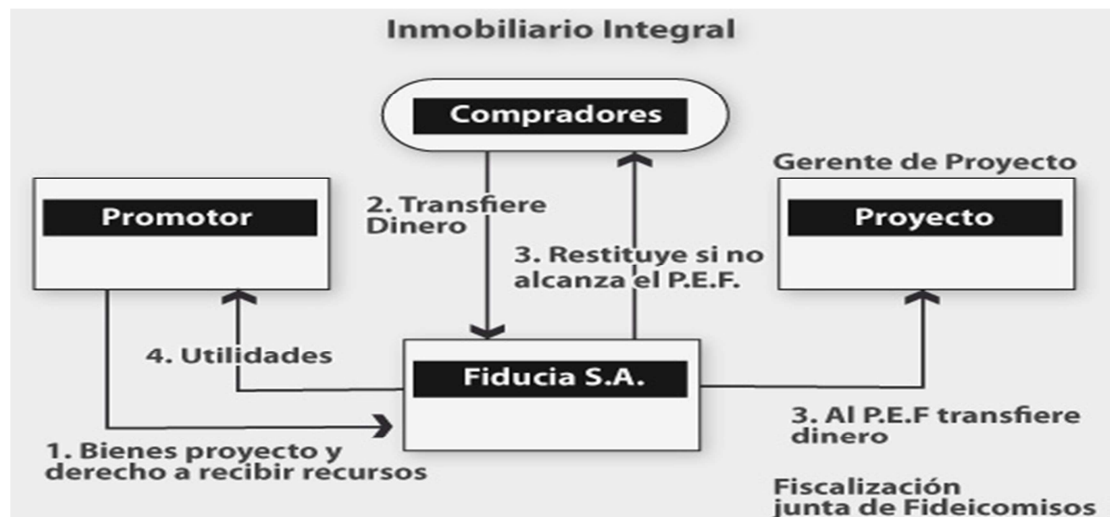 Inmobiliario Integral
Compradores
Gerente de Proyecto
Promotor
2. Transfiere
Dinero
Proyecto
3. Restituye si no
alcanza el P.E.F.
4. Utilidades
Fiducia S.A.
1. Bienes proyecto y
derecho a recibir recursos
3. Al P.E.F transfiere
dinero
Fiscalización
junta de Fideicomisos